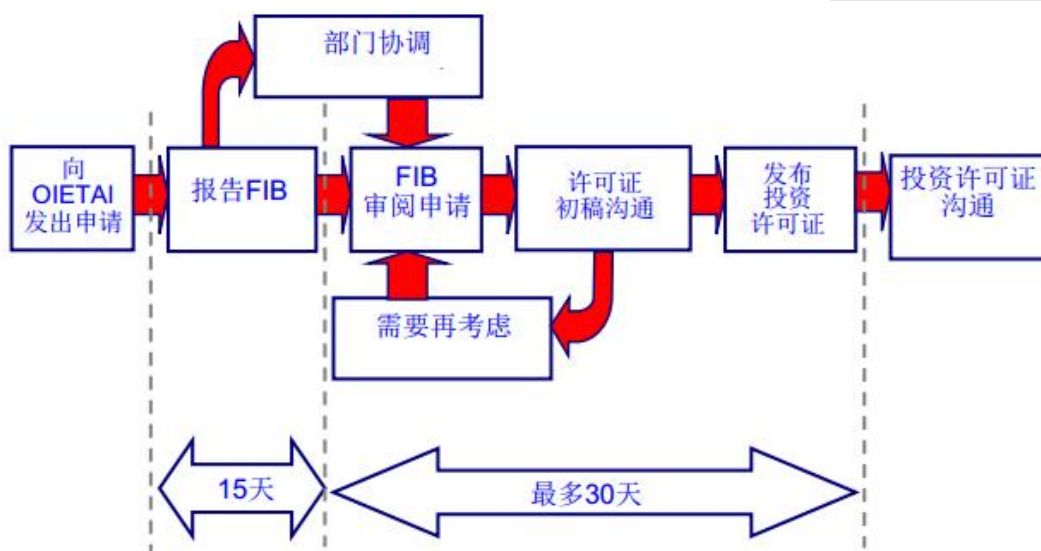 部门协调
向
OIETAI
发出申请
报告FIB
FIB
审阅申请
许可证
初稿沟通
发布
投资
许可证
投资许可证
沟通
需要再考虑
15天
最多30天